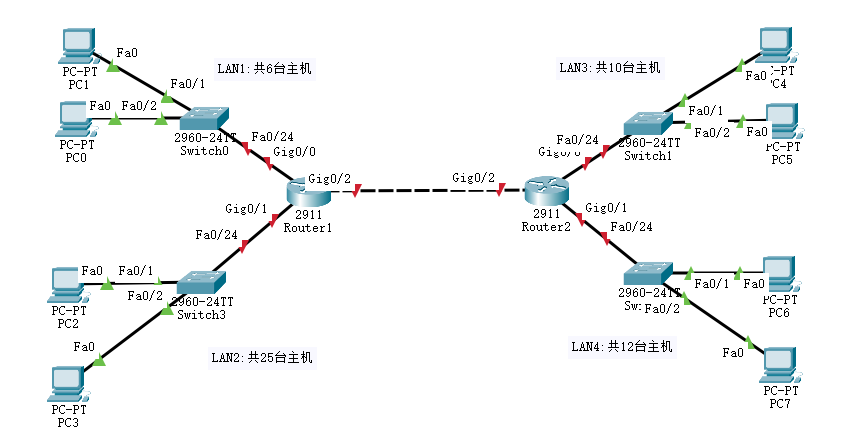 Fa0
PC-PT
PC1
Fa0/1
LAN1:共6台主机
Fa0
Fa0/2
PC-PT
PC0
2960-24TT
Switch0
Fa0/24
Gig0/0
Gig0/2
2911
Router1
Gig0/1
Fa0/24
Fa0
Fa0/1
Fa0/2
PC-PT
PC2
2960-24TT
Switch3
Fa0
PC-PT
PC3
LAN2:共25台主机
LAN3:共10台主机
Fa0
PC-PT
Fa0/1
Fa0/24
Fa0/2
Fa0
2960-24TT
Switch1
PC-PT
PC5
Gig0/2
2911
Router2
Gig0/1
Fa0/24
2960-24TT
Fa0/1
Fa0
Fa0/2
PC-PT
PC6
LAN4:共12台主机
Fa0
PC-PT
PC7